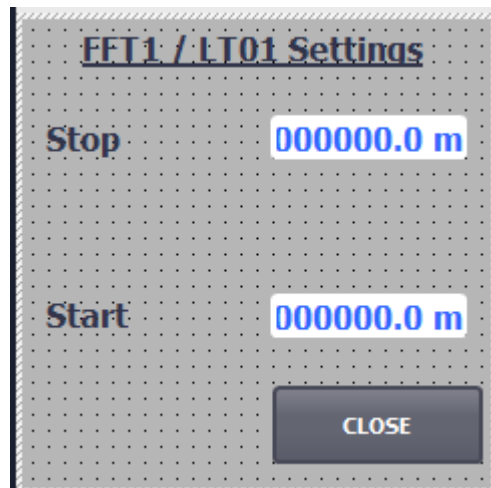 FFT1 / LT01 Settings
Stop 000000.0 m
Start 000000.0 m
CLOSE